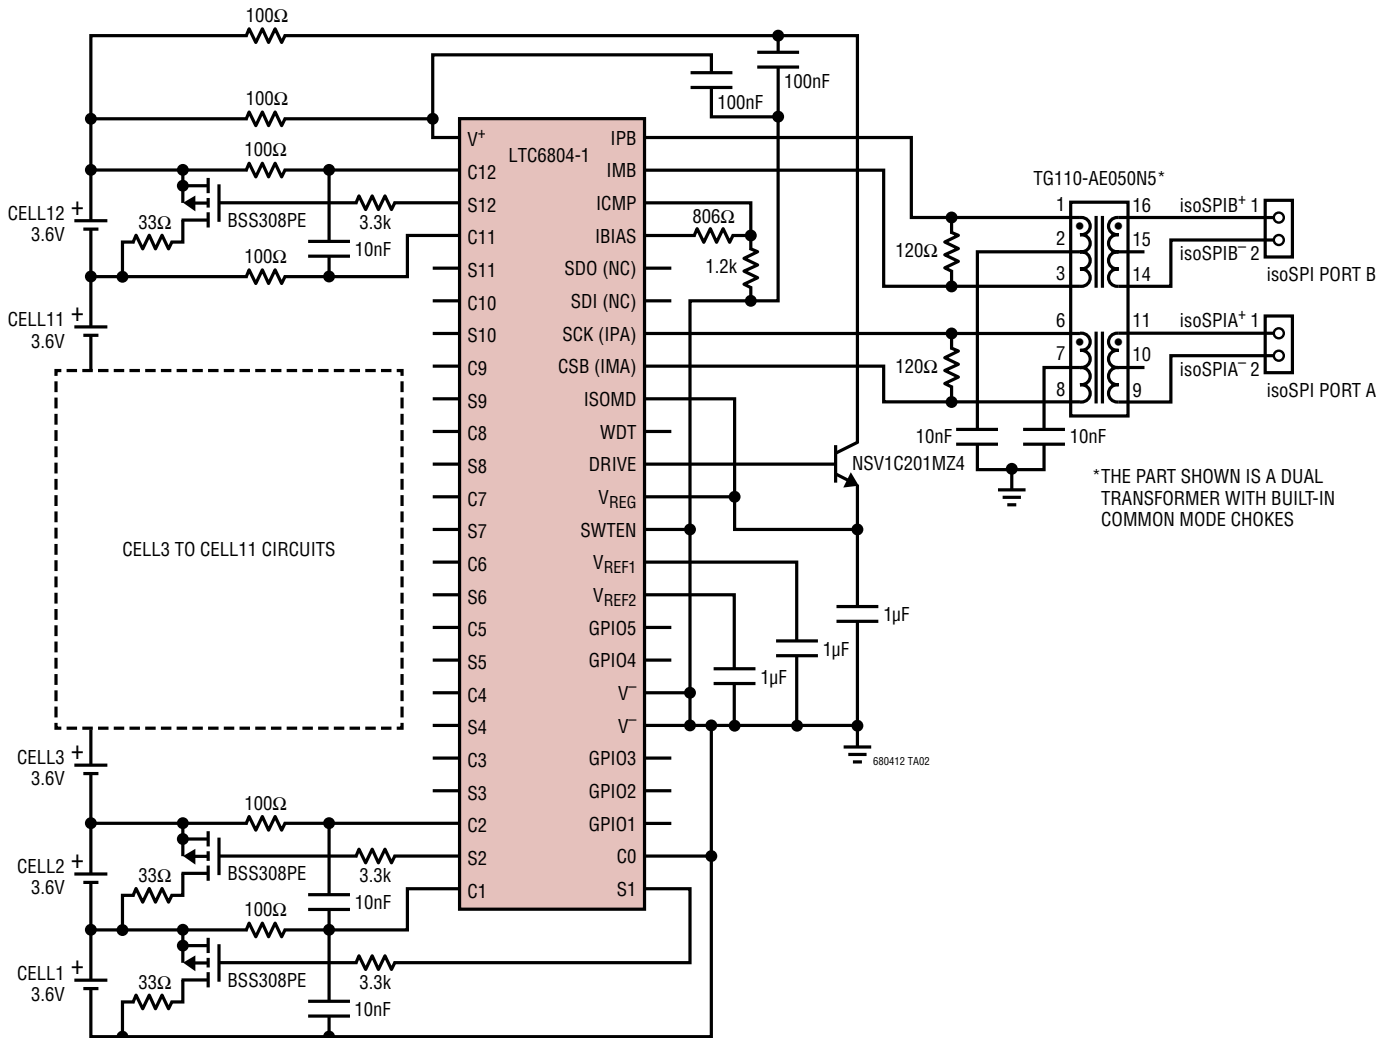 100Ω
100nF
100nF
100Ω
100Ω
CELL12 +
3.6V
33Ω
BSS308PE
3.3k
10nF
100Ω
CELL11 +
3.6V
CELL3 TO CELL11 CIRCUITS
CELL3 +
3.6V
100Ω
CELL2 +
3.6V
33Ω
BSS308PE
3.3k
10nF
100Ω
CELL1 +
3.6V
33Ω
BSS308PE
3.3k
10nF
LTC6804-1
V+
C12
S12
C11
S11
C10
S10
C9
S9
C8
S8
C7
S7
C6
S6
C5
S5
C4
S4
C3
S3
C2
S2
C1
IPB
IMB
ICMP
IBIAS
SDO (NC)
SDI (NC)
SCK (IPA)
CSB (IMA)
ISOMD
WDT
DRIVE
VREG
SWTEN
VREF1
VREF2
GPIO5
GPIO4
V–
V–
GPIO3
GPIO2
GPIO1
C0
S1
806Ω
1.2k
120Ω
120Ω
TG110-AE050N5*
1
2
3
6
7
8
16
15
14
11
10
9
isoSPIB+ 1
isoSPIB– 2
isoSPI PORT B
isoSPIA+ 1
isoSPIA– 2
isoSPI PORT A
10nF
10nF
NSV1C201MZ4
*THE PART SHOWN IS A DUAL
TRANSFORMER WITH BUILT-IN
COMMON MODE CHOKES
1µF
1µF
1µF
680412 TA02